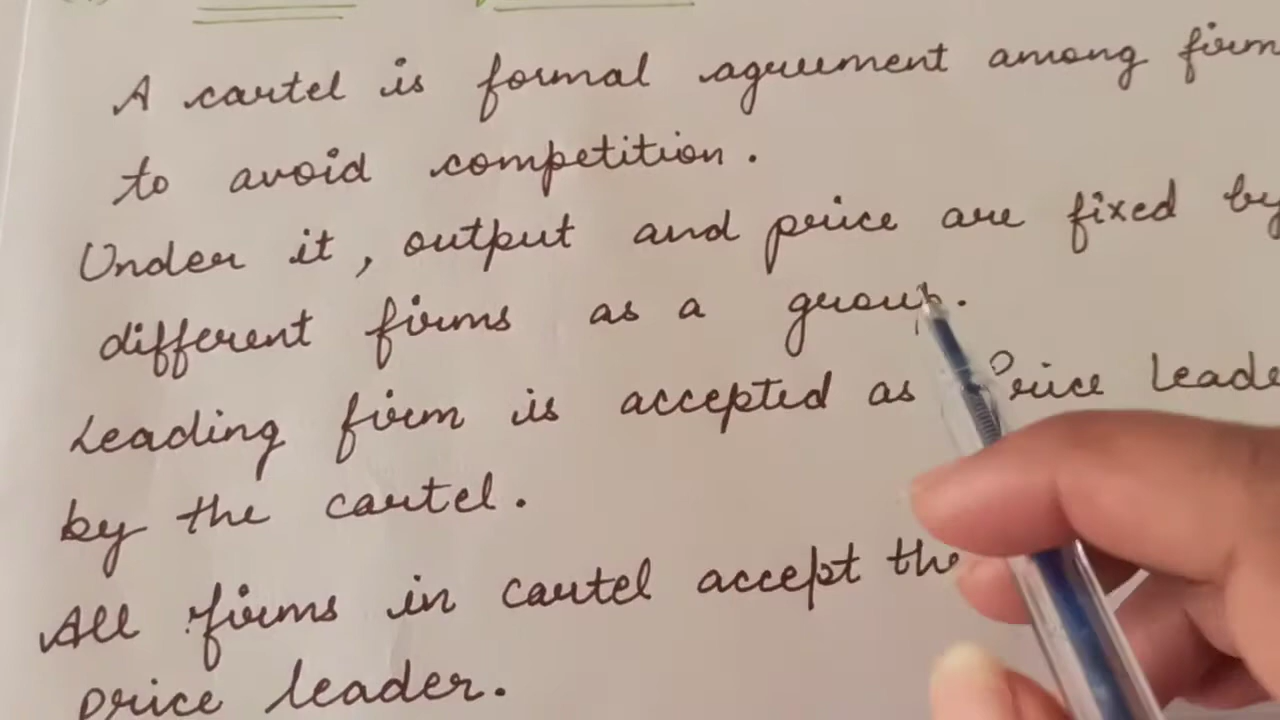 A cartel is formal agreement among firm
to avoid competition.
Under it, output and price are fixed by
different firms as a group.
Leading firm is accepted as Price Leade
by the cartel.
All firms in cartel accept the
price leader.